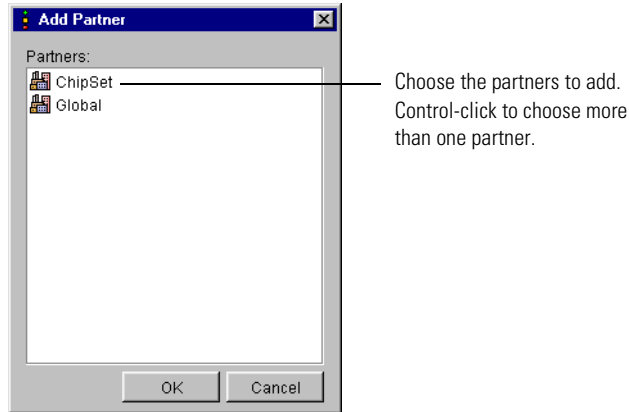 Add Partner
Partners:
ChipSet
Global
Choose the partners to add.
Control-click to choose more
than one partner.
OK
Cancel